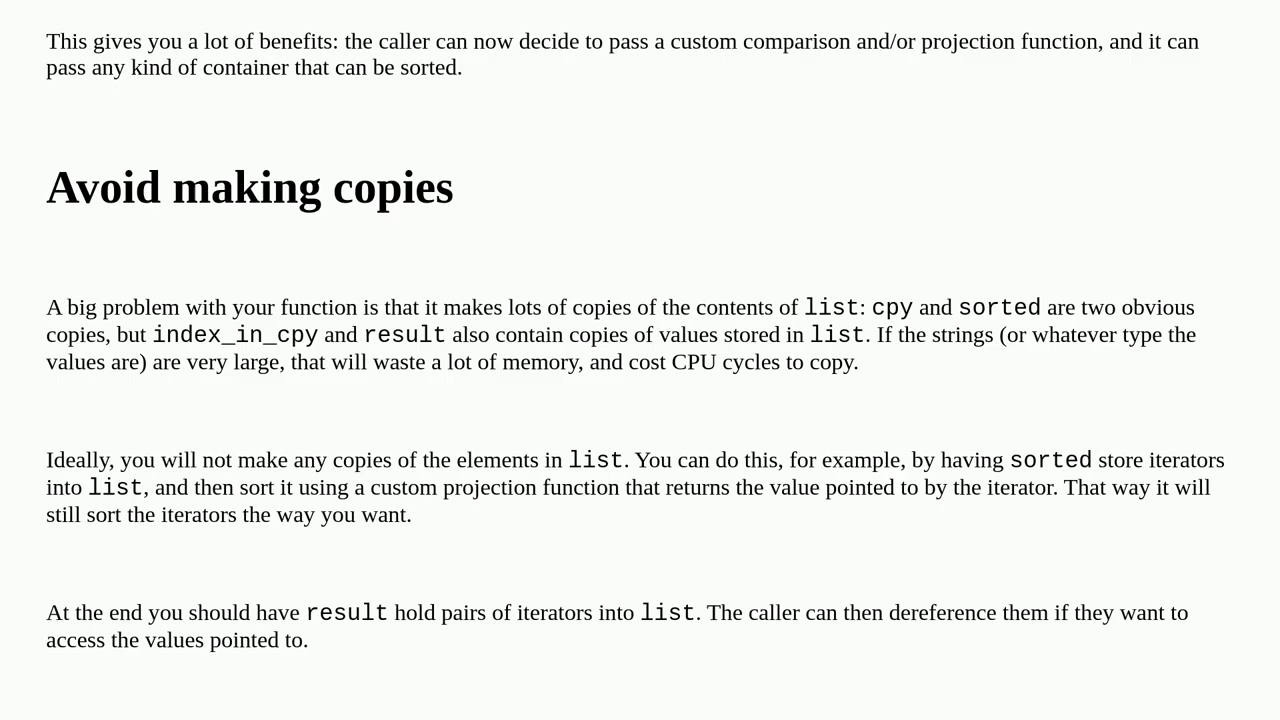 This gives you a lot of benefits: the caller can now decide to pass a custom comparison and/or projection function, and it can
pass any kind of container that can be sorted.
Avoid making copies
A big problem with your function is that it makes lots of copies of the contents of list: cpy and sorted are two obvious
copies, but index_in_cpy and result also contain copies of values stored in list. If the strings (or whatever type the
values are) are very large, that will waste a lot of memory, and cost CPU cycles to copy.
Ideally, you will not make any copies of the elements in list. You can do this, for example, by having sorted store iterators
into list, and then sort it using a custom projection function that returns the value pointed to by the iterator. That way it will
still sort the iterators the way you want.
At the end you should have result hold pairs of iterators into list. The caller can then dereference them if they want to
access the values pointed to.